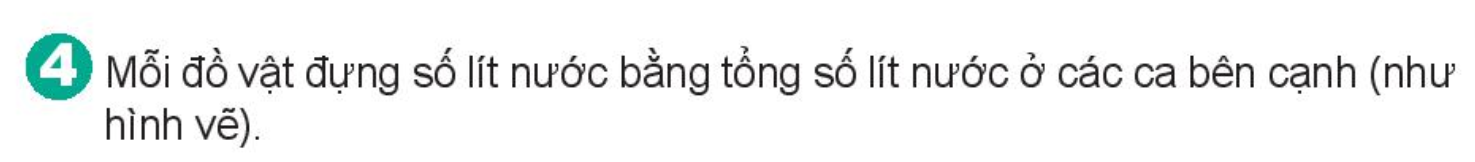 4 Mỗi đồ vật đựng số lít nước bằng tổng số lít nước ở các ca bên cạnh (như
hình vẽ).